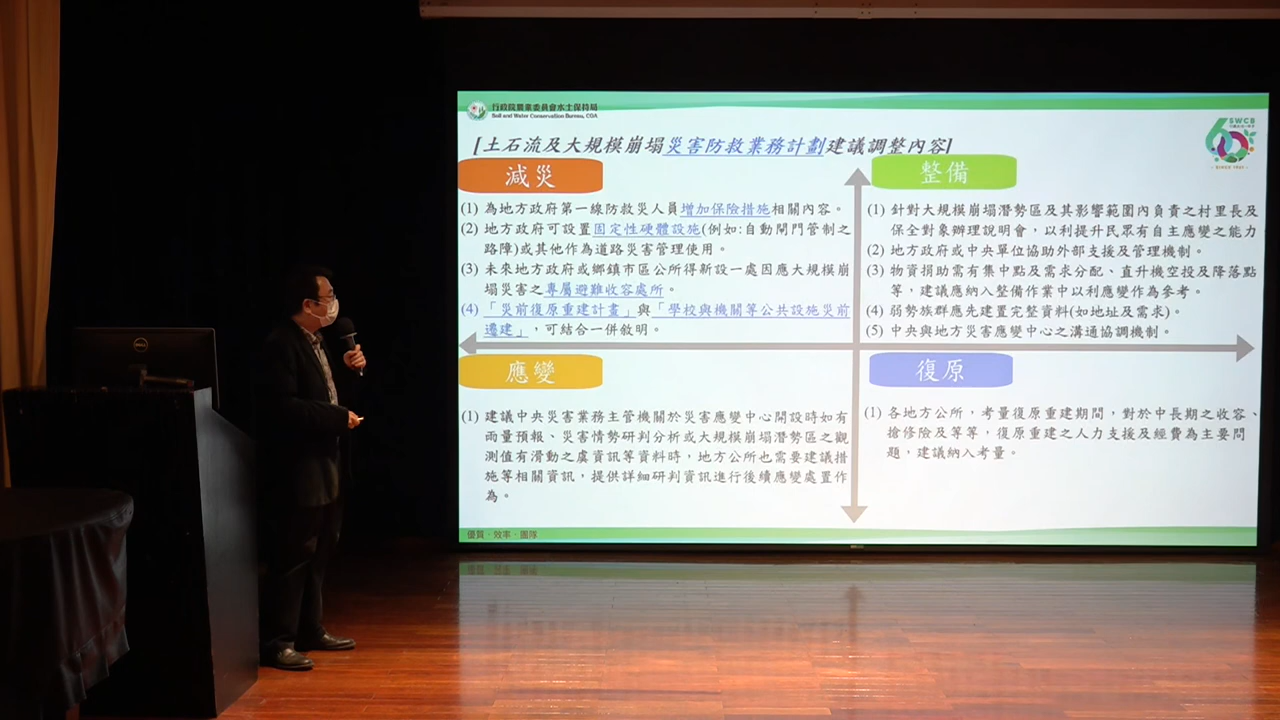 行政院農業委員會水土保持局
Soil and Water Conservation Bureau, COA
[土石流及大規模崩塌災害防救業務計劃建議調整內容]
SWCB
減災
(1) 為地方政府第一線防救災人員增加保險措施相關內容。
(2) 地方政府可設置固定性硬體設施(例如:自動閘門管制之
路障)或其他作為道路災害管理使用。
(3) 未來地方政府或鄉鎮市區公所得新設一處因應大規模崩
塌災害之專屬避難收容處所。
(4) 「災前復原重建計畫」與「學校與機關等公共設施災前
遷建」，可結合一併敘明。
整備
(1) 針對大規模崩塌潛勢區及其影響範圍內負責之村里長及
保全對象辦理說明會，以利提升民眾有自主應變之能力
(2) 地方政府或中央單位協助外部支援及管理機制。
(3) 物資捐助需有集中點及需求分配、直升機空投及降落點
等，建議應納入整備作業中以利應變作為參考。
(4) 弱勢族群應先建置完整資料(如地址及需求)。
(5) 中央與地方災害應變中心之溝通協調機制。
應變
(1) 建議中央災害業務主管機關於災害應變中心開設時如有
雨量預報、災害情勢研判分析或大規模崩塌潛勢區之觀
測值有滑動之虞資訊等資料時，地方公所也需要建議措
施等相關資訊，提供詳細研判資訊進行後續應變處置作
為。
復原
(1) 各地方公所，考量復原重建期間，對於中長期之收容、
搶修險及等等，復原重建之人力支援及經費為主要問
題，建議納入考量。
優質·效率·團隊
DELL